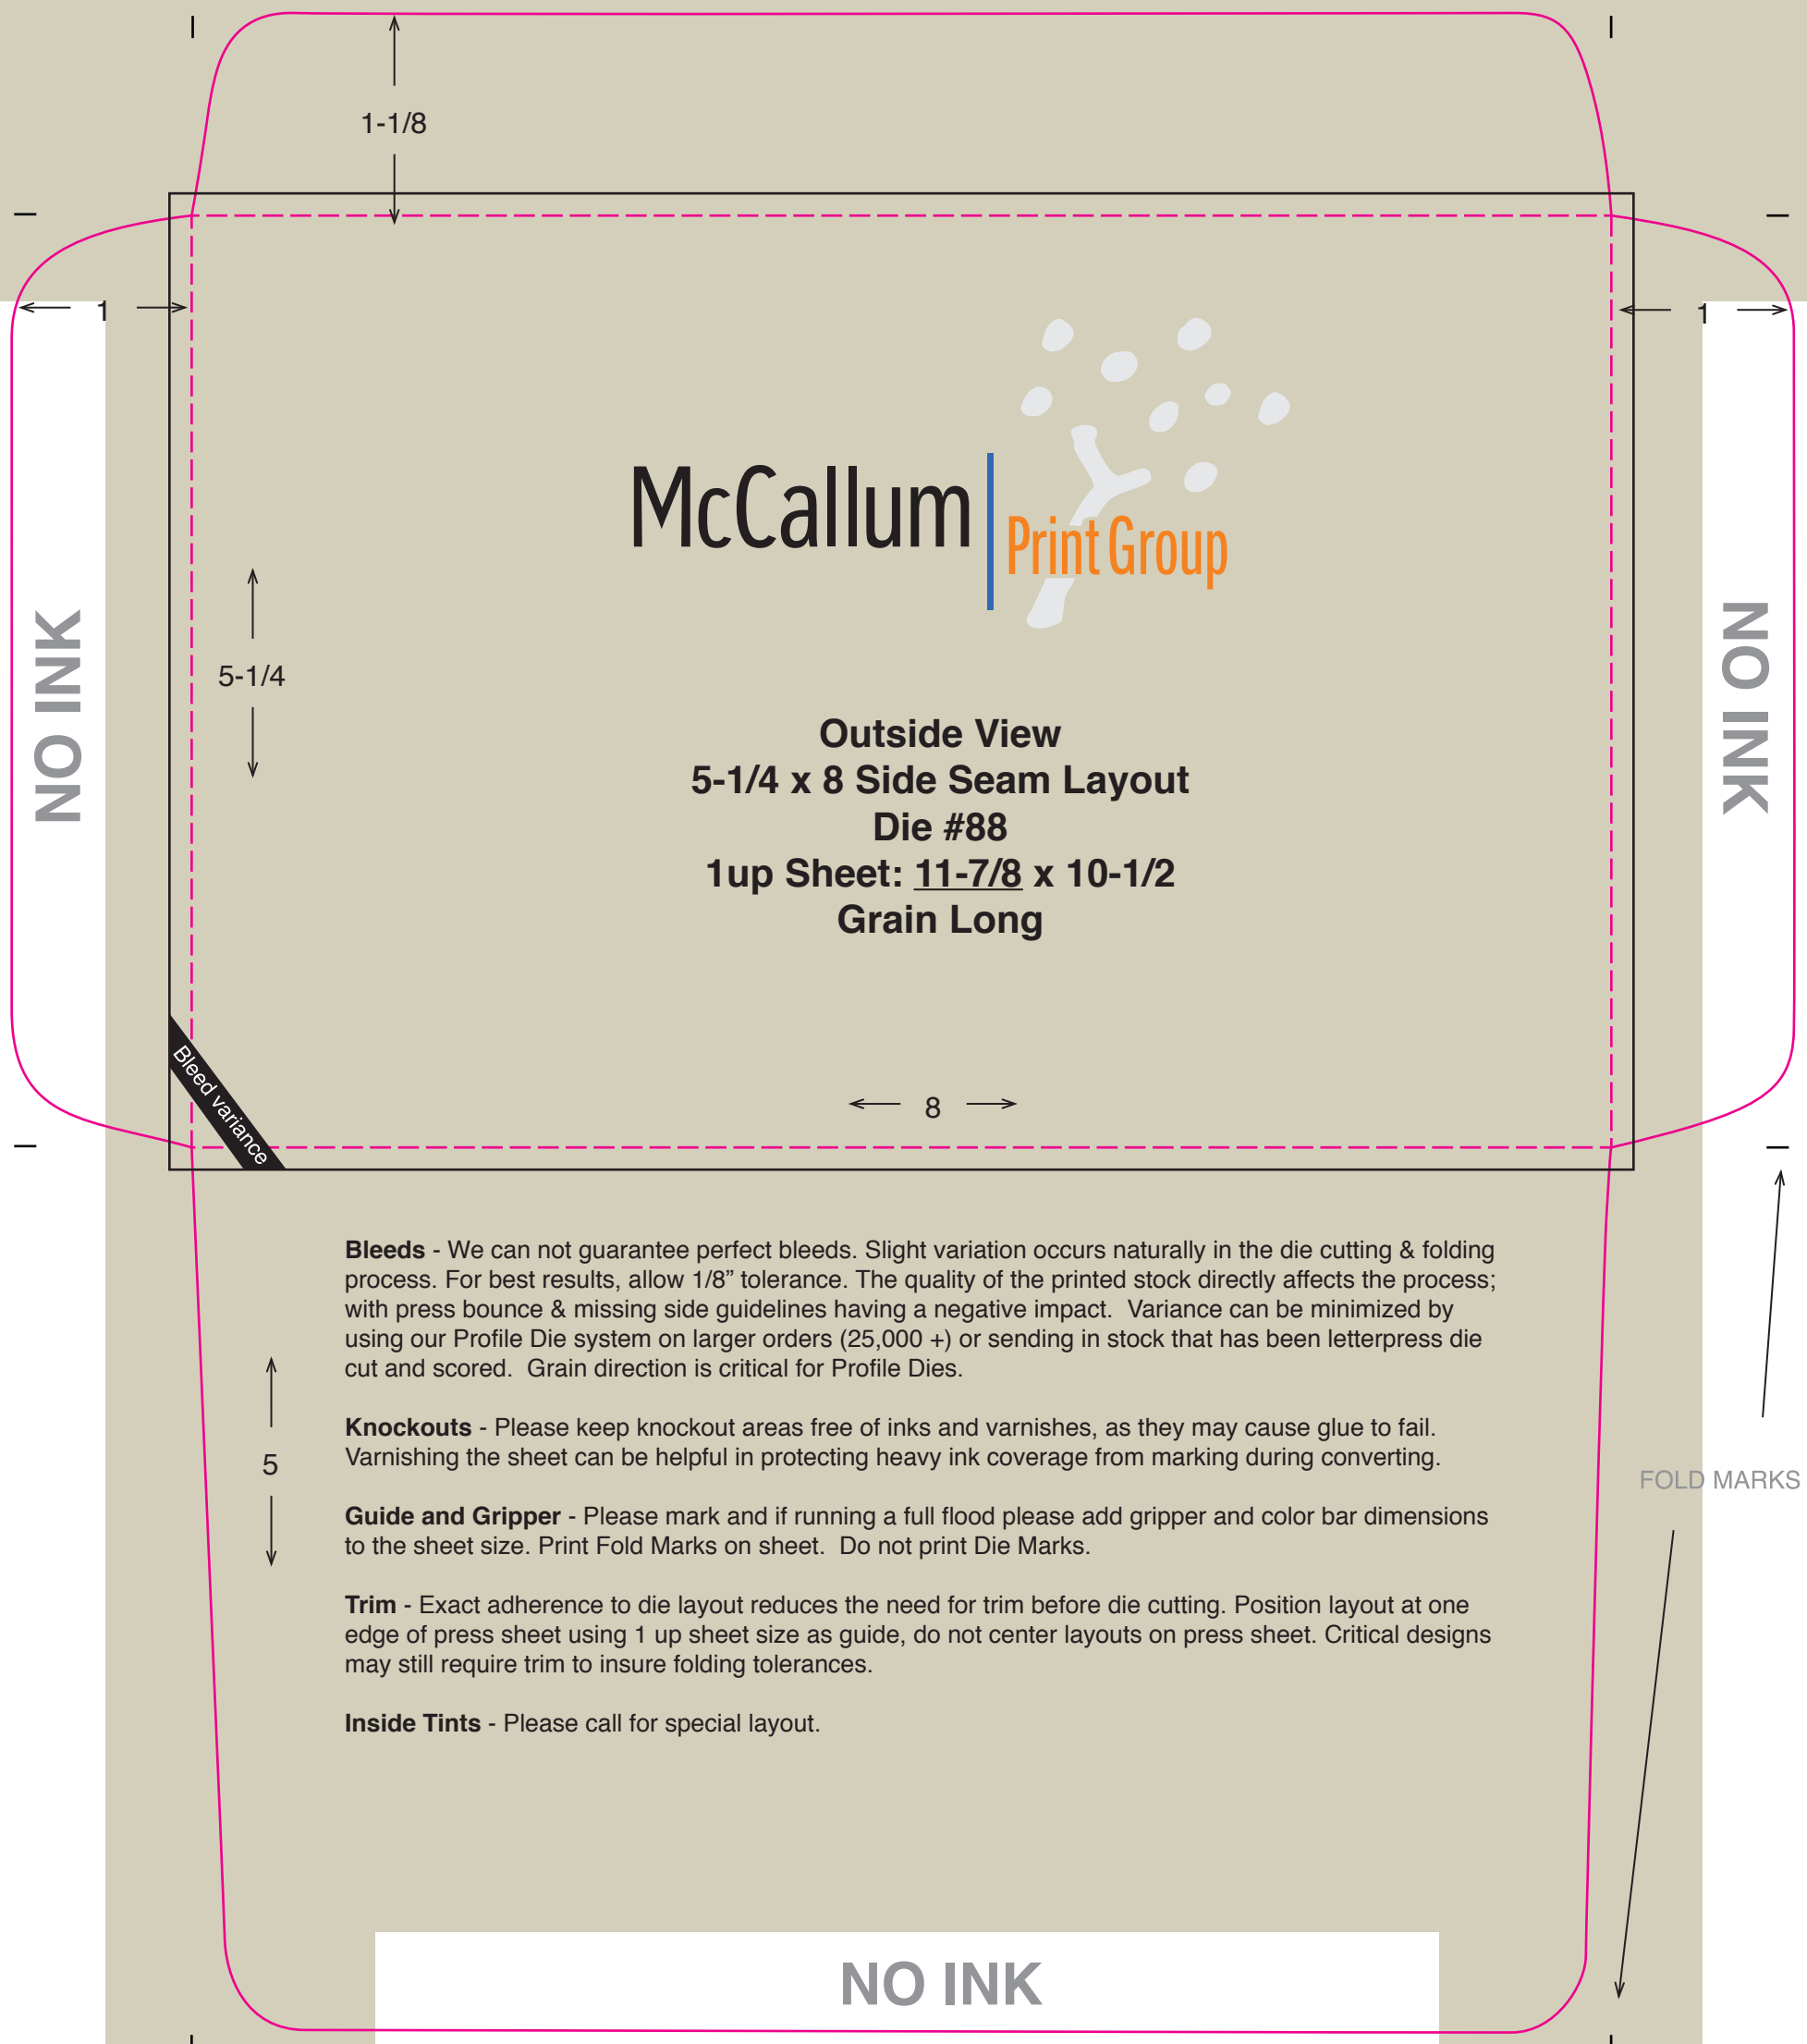 1-1/8
1
1
McCallum
Print Group
NO INK
NO INK
5-1/4
Outside View
5-1/4 x 8 Side Seam Layout
Die #88
1up Sheet: 11-7/8 x 10-1/2
Grain Long
Bleed variance
8
Bleeds - We can not guarantee perfect bleeds. Slight variation occurs naturally in the die cutting & folding
process. For best results, allow 1/8” tolerance. The quality of the printed stock directly affects the process;
with press bounce & missing side guidelines having a negative impact.  Variance can be minimized by
using our Profile Die system on larger orders (25,000 +) or sending in stock that has been letterpress die
cut and scored.  Grain direction is critical for Profile Dies.
Knockouts - Please keep knockout areas free of inks and varnishes, as they may cause glue to fail.
Varnishing the sheet can be helpful in protecting heavy ink coverage from marking during converting.
5
FOLD MARKS
Guide and Gripper - Please mark and if running a full flood please add gripper and color bar dimensions
to the sheet size. Print Fold Marks on sheet.  Do not print Die Marks.
Trim - Exact adherence to die layout reduces the need for trim before die cutting. Position layout at one
edge of press sheet using 1 up sheet size as guide, do not center layouts on press sheet. Critical designs
may still require trim to insure folding tolerances.
Inside Tints - Please call for special layout.
NO INK